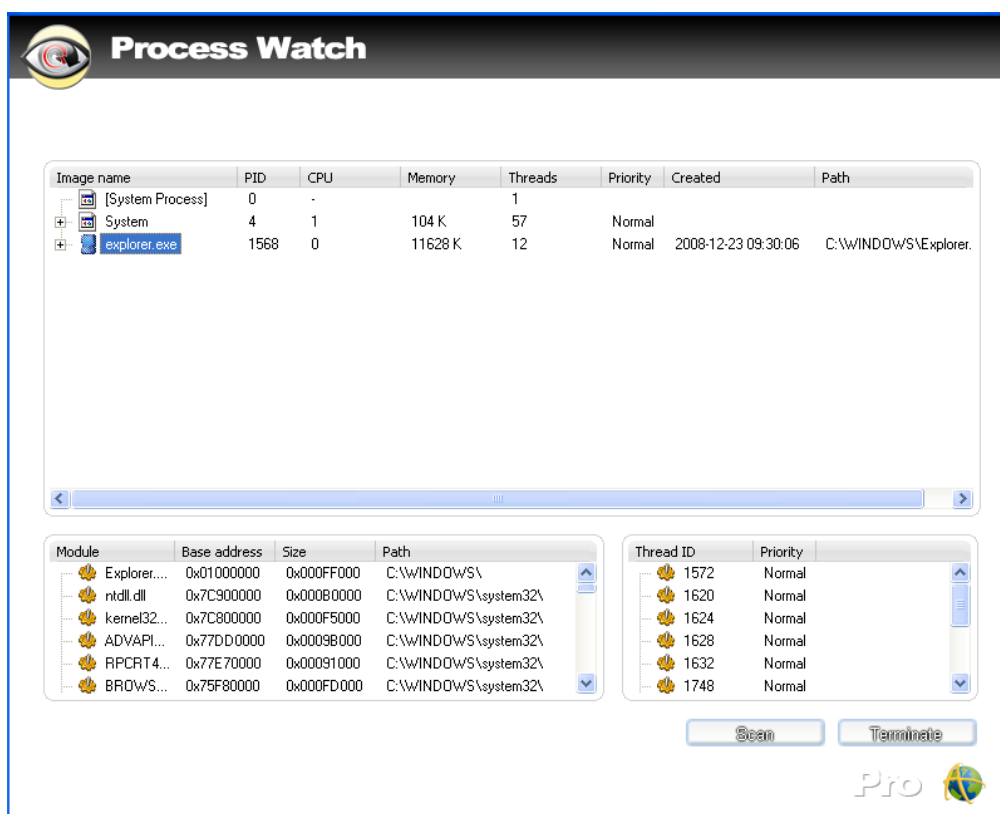 Process Watch
Image name PID CPU Memory Threads Priority Created Path
[System Process] 0 - 1
System 4 1 104 K 57 Normal
explorer.exe 1568 0 11628 K 12 Normal 2008-12-23 09:30:06 C:\WINDOWS\Explorer.
Module Base address Size Path
Explorer.... 0x01000000 0x000FF000 C:\WINDOWS\
ntdll.dll 0x7C900000 0x000B0000 C:\WINDOWS\system32\
kernel32... 0x7C800000 0x000F5000 C:\WINDOWS\system32\
ADVAPI... 0x77DD0000 0x0009B000 C:\WINDOWS\system32\
RPCRT4... 0x77E70000 0x00091000 C:\WINDOWS\system32\
BROWS... 0x75F80000 0x000FD000 C:\WINDOWS\system32\
Thread ID Priority
1572 Normal
1620 Normal
1624 Normal
1628 Normal
1632 Normal
1748 Normal
Scan Terminate
Pro